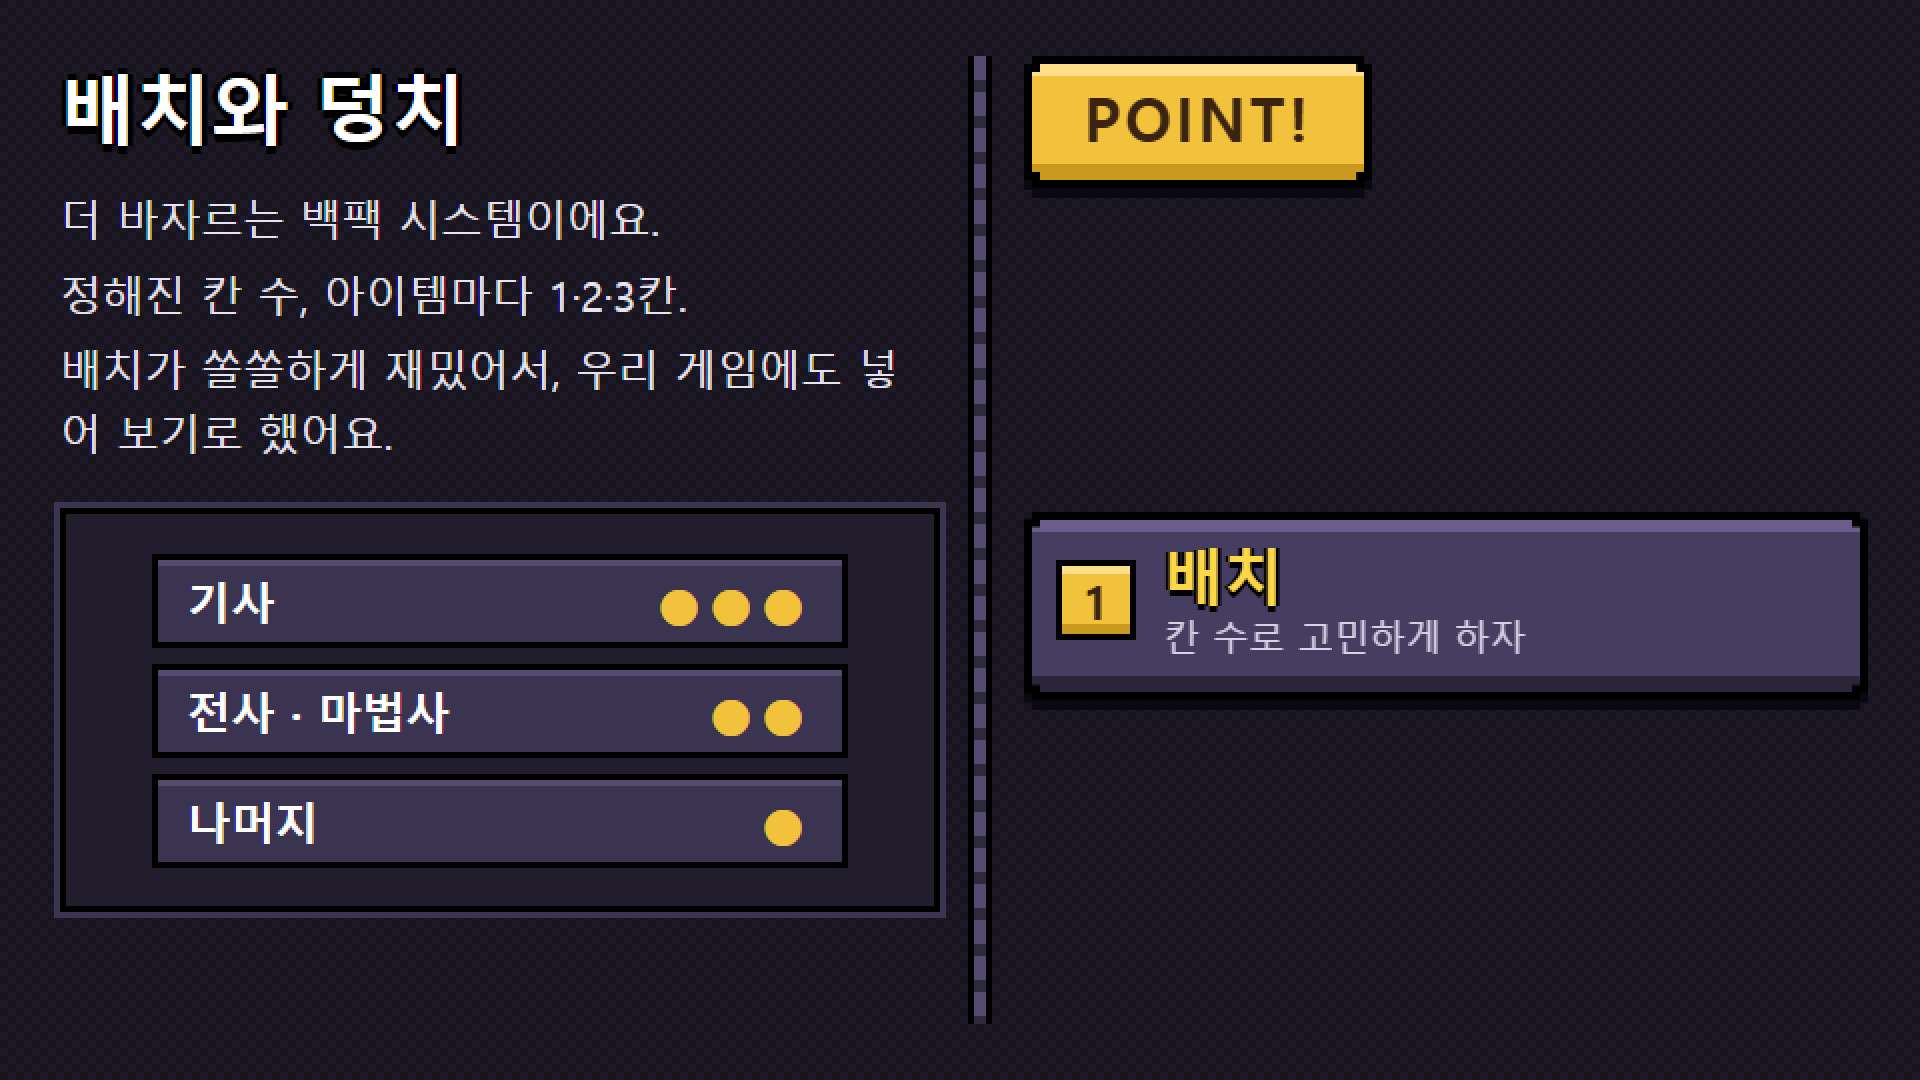 배치와 덩치
더 바자르는 백팩 시스템이에요.
정해진 칸 수, 아이템마다 1·2·3칸.
배치가 쏠쏠하게 재밌어서, 우리 게임에도 넣
어 보기로 했어요.
기사
전사 · 마법사
나머지
POINT!
1
배치
칸 수로 고민하게 하자